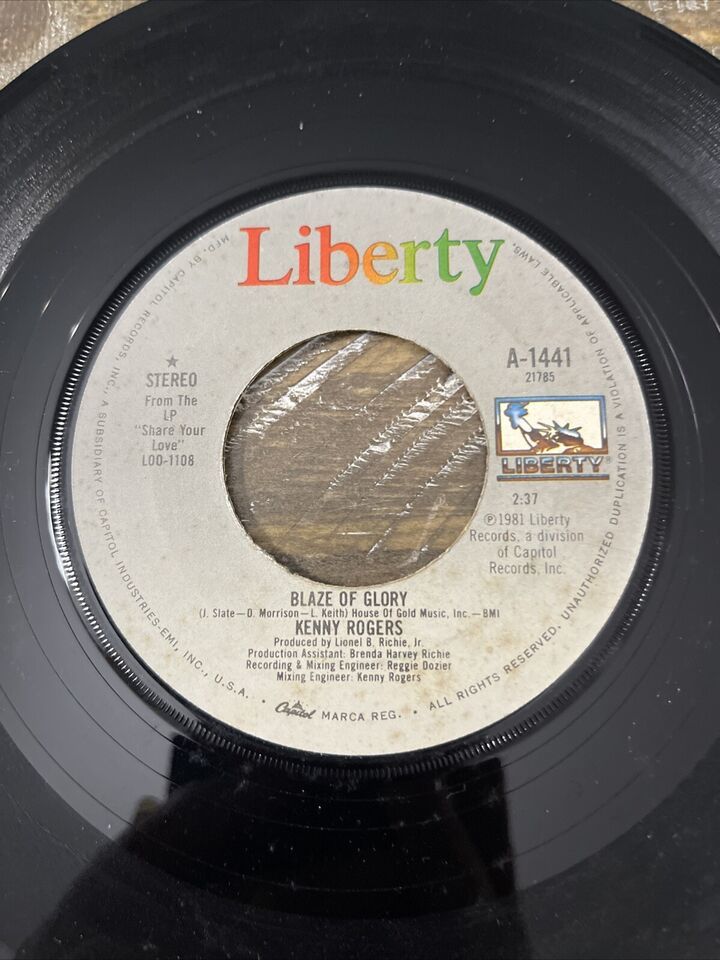 Liberty
★
STEREO
From The
LP
"Share Your
Love"
LOO-1108
A-1441
21785
LIBERTY®
2:37
℗1981 Liberty
Records, a division
of Capitol
Records, Inc.
BLAZE OF GLORY
(J. Slate—D. Morrison—L. Keith) House Of Gold Music, Inc.—BMI
KENNY ROGERS
Produced by Lionel B. Richie, Jr.
Production Assistant: Brenda Harvey Richie
Recording & Mixing Engineer: Reggie Dozier
Mixing Engineer: Kenny Rogers
MFD. BY CAPITOL RECORDS, INC., A SUBSIDIARY OF CAPITOL INDUSTRIES-EMI, INC., U.S.A. • Capitol MARCA REG. • ALL RIGHTS RESERVED. UNAUTHORIZED DUPLICATION IS A VIOLATION OF APPLICABLE LAWS.